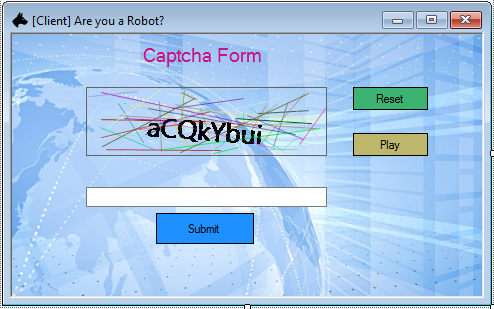 [Client] Are you a Robot?
Captcha Form
aCQkYbui
Reset
Play
Submit